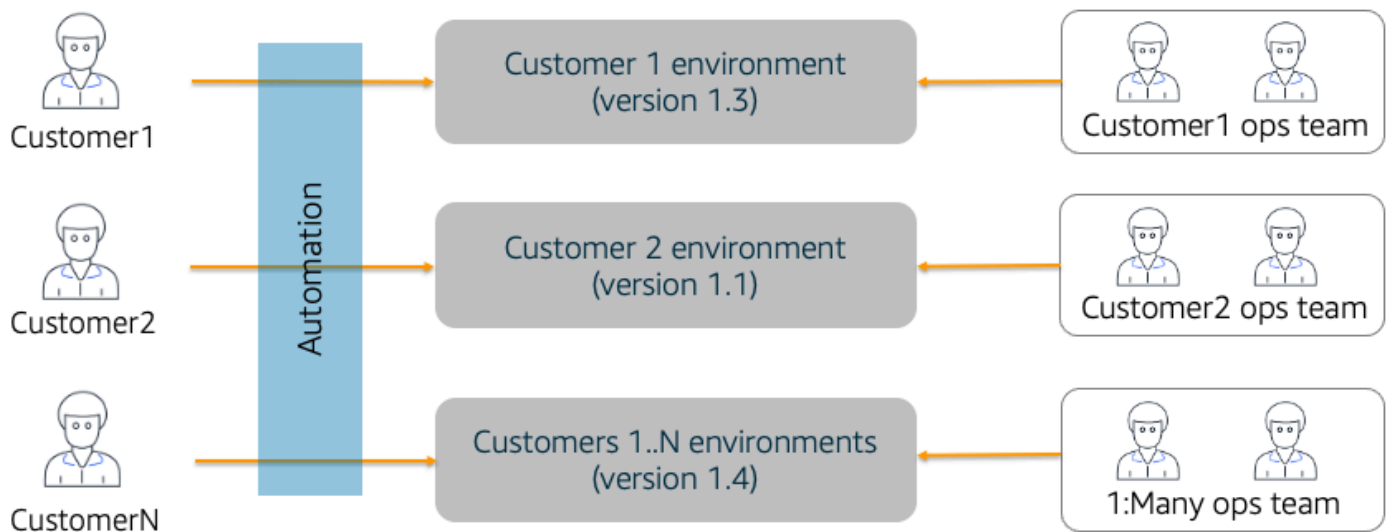 Customer1
Automation
Customer 1 environment
(version 1.3)
Customer1 ops team
Customer2
Customer 2 environment
(version 1.1)
Customer2 ops team
CustomerN
Customers 1..N environments
(version 1.4)
1:Many ops team